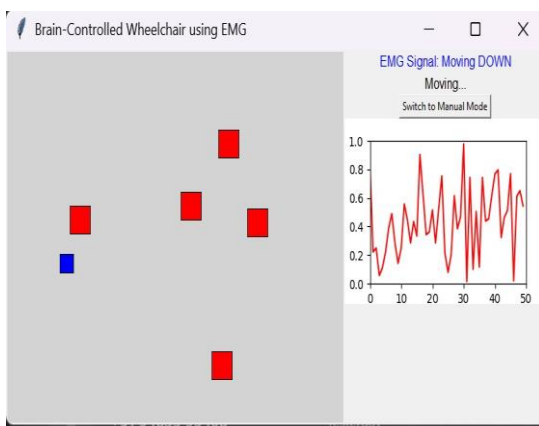 Brain-Controlled Wheelchair using EMG
EMG Signal: Moving DOWN
Moving...
Switch to Manual Mode
1.0
0.8
0.6
0.4
0.2
0.0
0 10 20 30 40 50